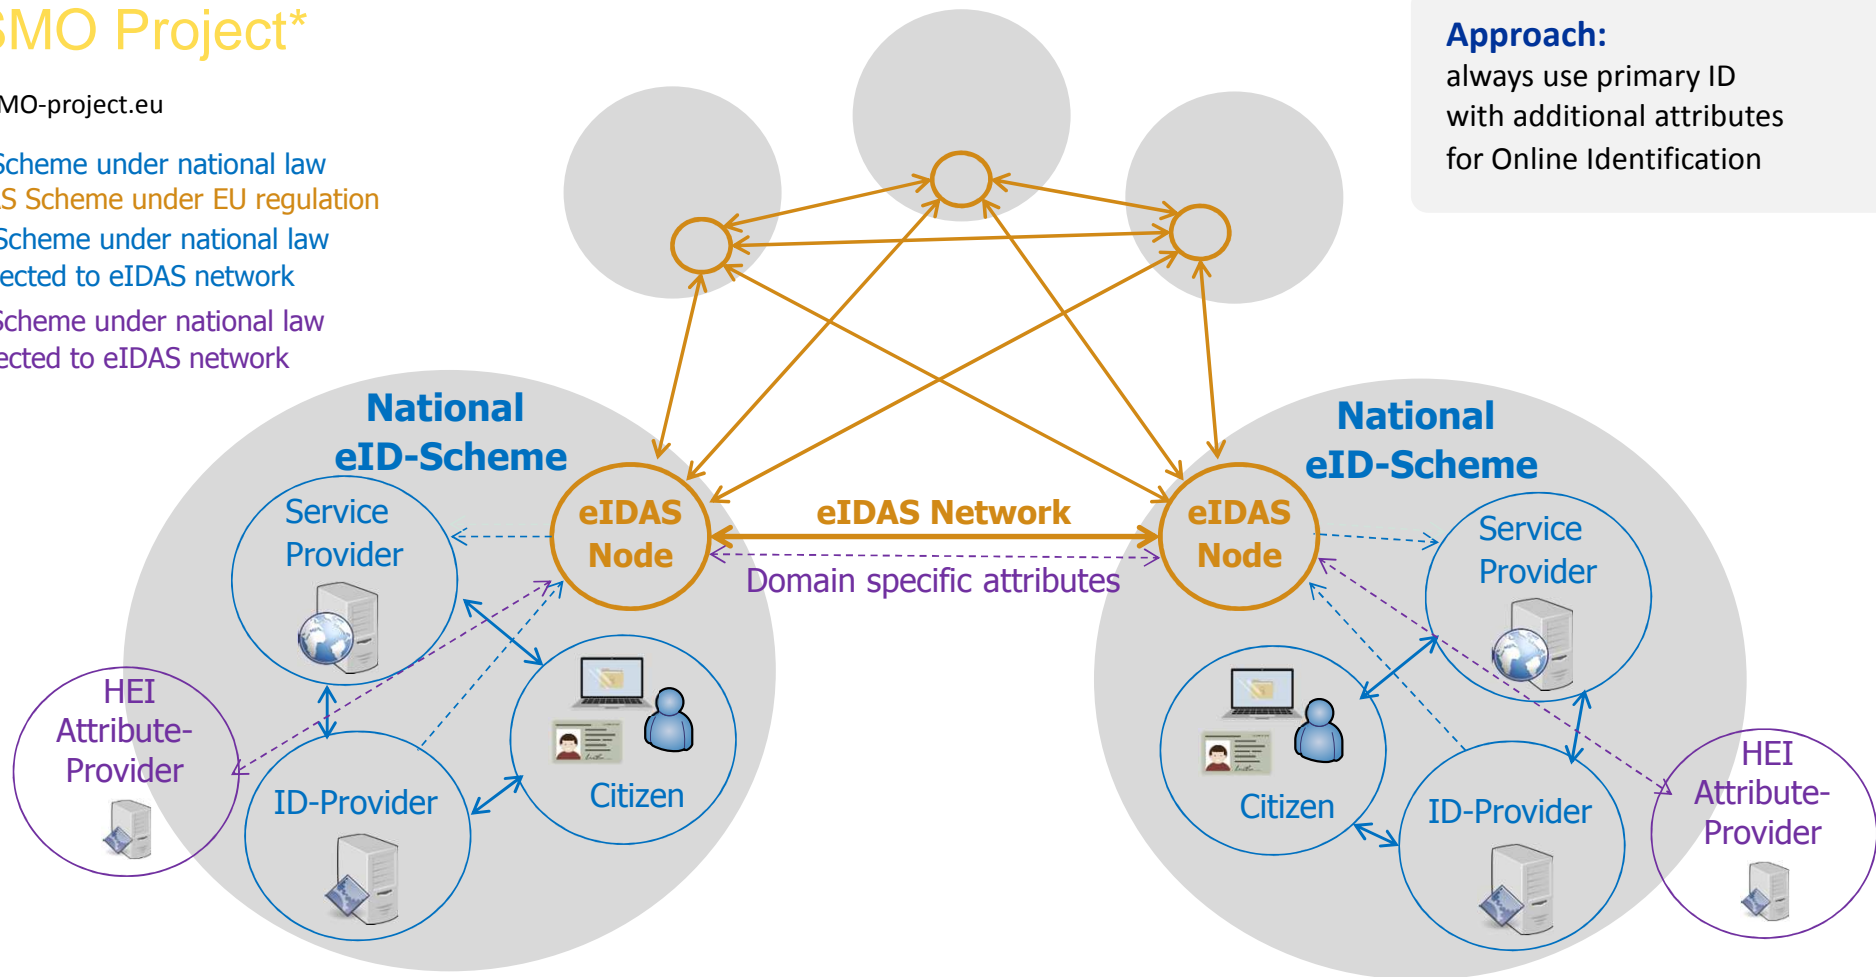 SMO Project*
MO-project.eu
Scheme under national law
AS Scheme under EU regulation
Scheme under national law
ected to eIDAS network
Scheme under national law
ected to eIDAS network
Approach:
always use primary ID
with additional attributes
for Online Identification
National
eID-Scheme
Service
Provider
eIDAS
Node
HEI
Attribute-
Provider
ID-Provider
Citizen
eIDAS Network
Domain specific attributes
National
eID-Scheme
eIDAS
Node
Service
Provider
Citizen
ID-Provider
HEI
Attribute-
Provider